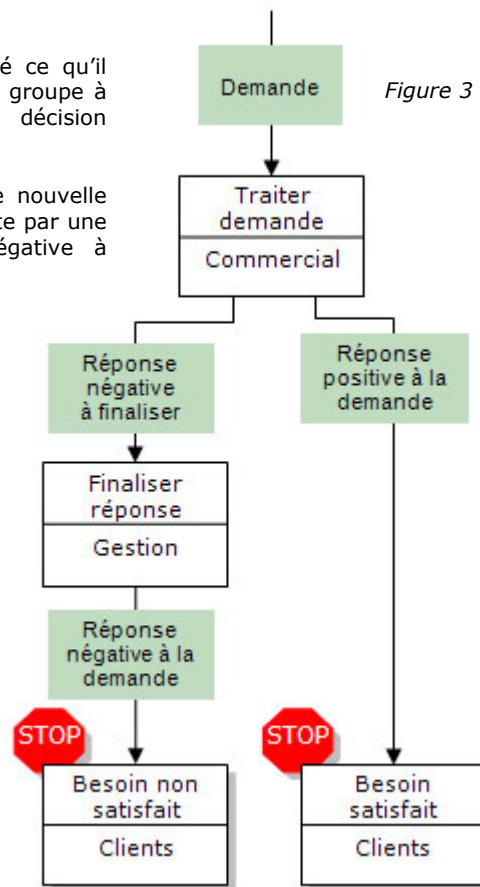 é ce qu'il
groupe à
décision
e nouvelle
te par une
égative à
Figure 3
Demande
Traiter
demande
Commercial
Réponse
négative
à finaliser
Réponse
positive à la
demande
Finaliser
réponse
Gestion
Réponse
négative à la
demande
STOP
Besoin non
satisfait
Clients
STOP
Besoin
satisfait
Clients